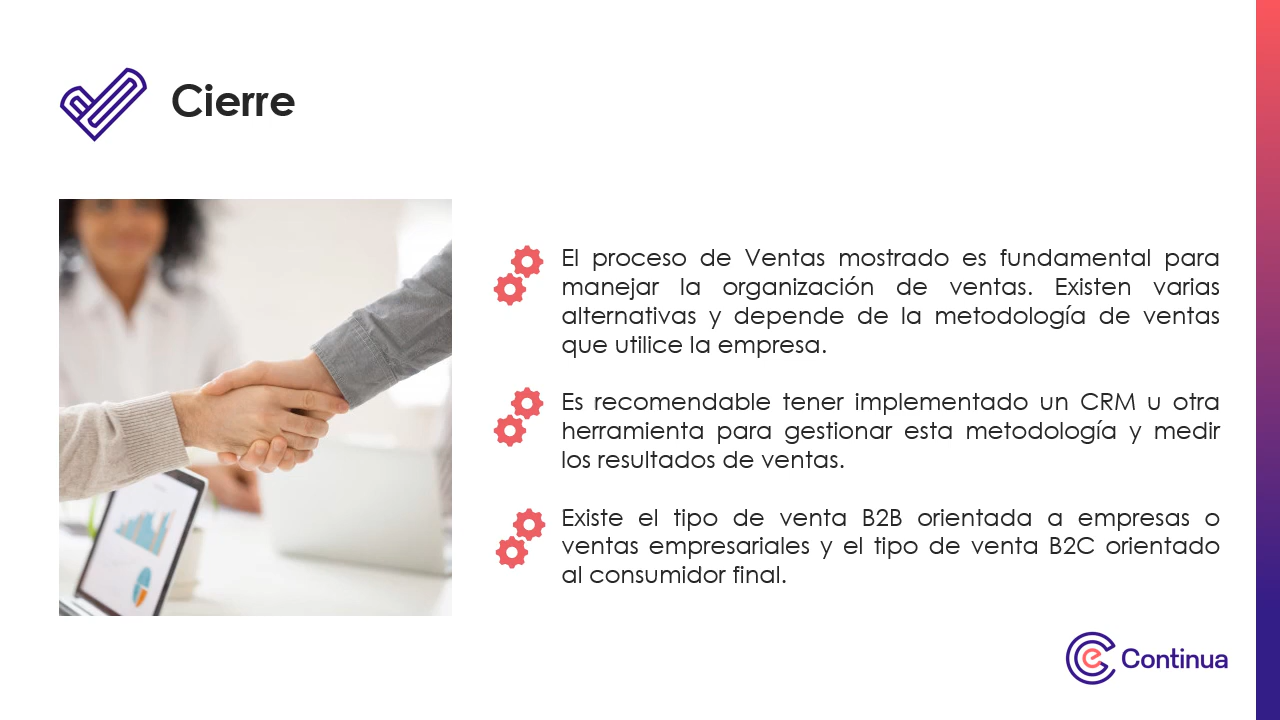 Cierre
El proceso de Ventas mostrado es fundamental para
manejar la organización de ventas. Existen varias
alternativas y depende de la metodología de ventas
que utilice la empresa.
Es recomendable tener implementado un CRM u otra
herramienta para gestionar esta metodología y medir
los resultados de ventas.
Existe el tipo de venta B2B orientada a empresas o
ventas empresariales y el tipo de venta B2C orientado
al consumidor final.
Continua